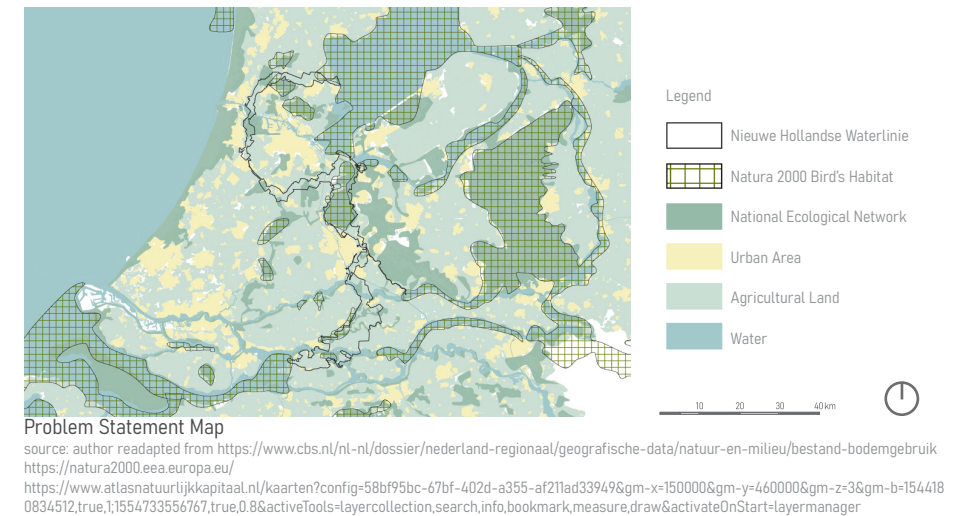 Legend
Nieuwe Hollandse Waterlinie
Natura 2000 Bird's Habitat
National Ecological Network
Urban Area
Agricultural Land
Water
10 20 30 40 km
Problem Statement Map
source: author readapted from https://www.cbs.nl/nl-nl/dossier/nederland-regionaal/geografische-data/natuur-en-milieu/bestand-bodemgebruik
https://natura2000.eea.europa.eu/
https://www.atlasnatuurlijkkapitaal.nl/kaarten?config=58bf95bc-67bf-402d-a355-af211ad33949&gm-x=150000&gm-y=460000&gm-z=3&gm-b=154418
0834512,true,1;1554733556767,true,0.8&activeTools=layercollection,search,info,bookmark,measure,draw&activateOnStart=layermanager